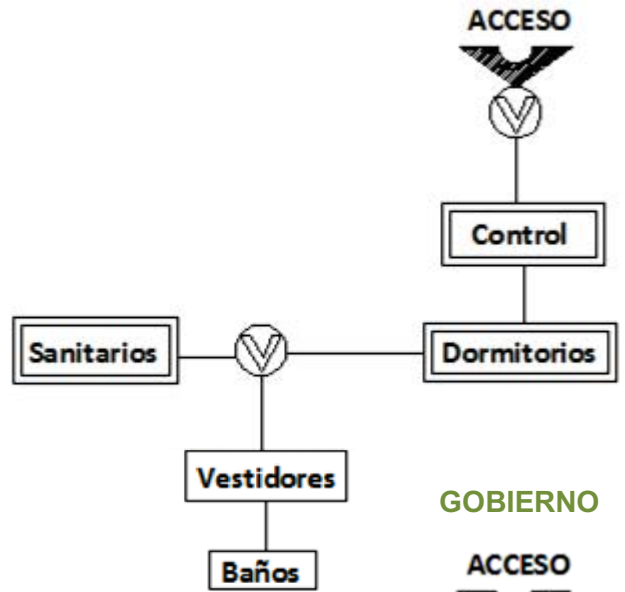 ACCESO
V
Control
Sanitarios
V
Dormitorios
Vestidores
GOBIERNO
Baños
ACCESO